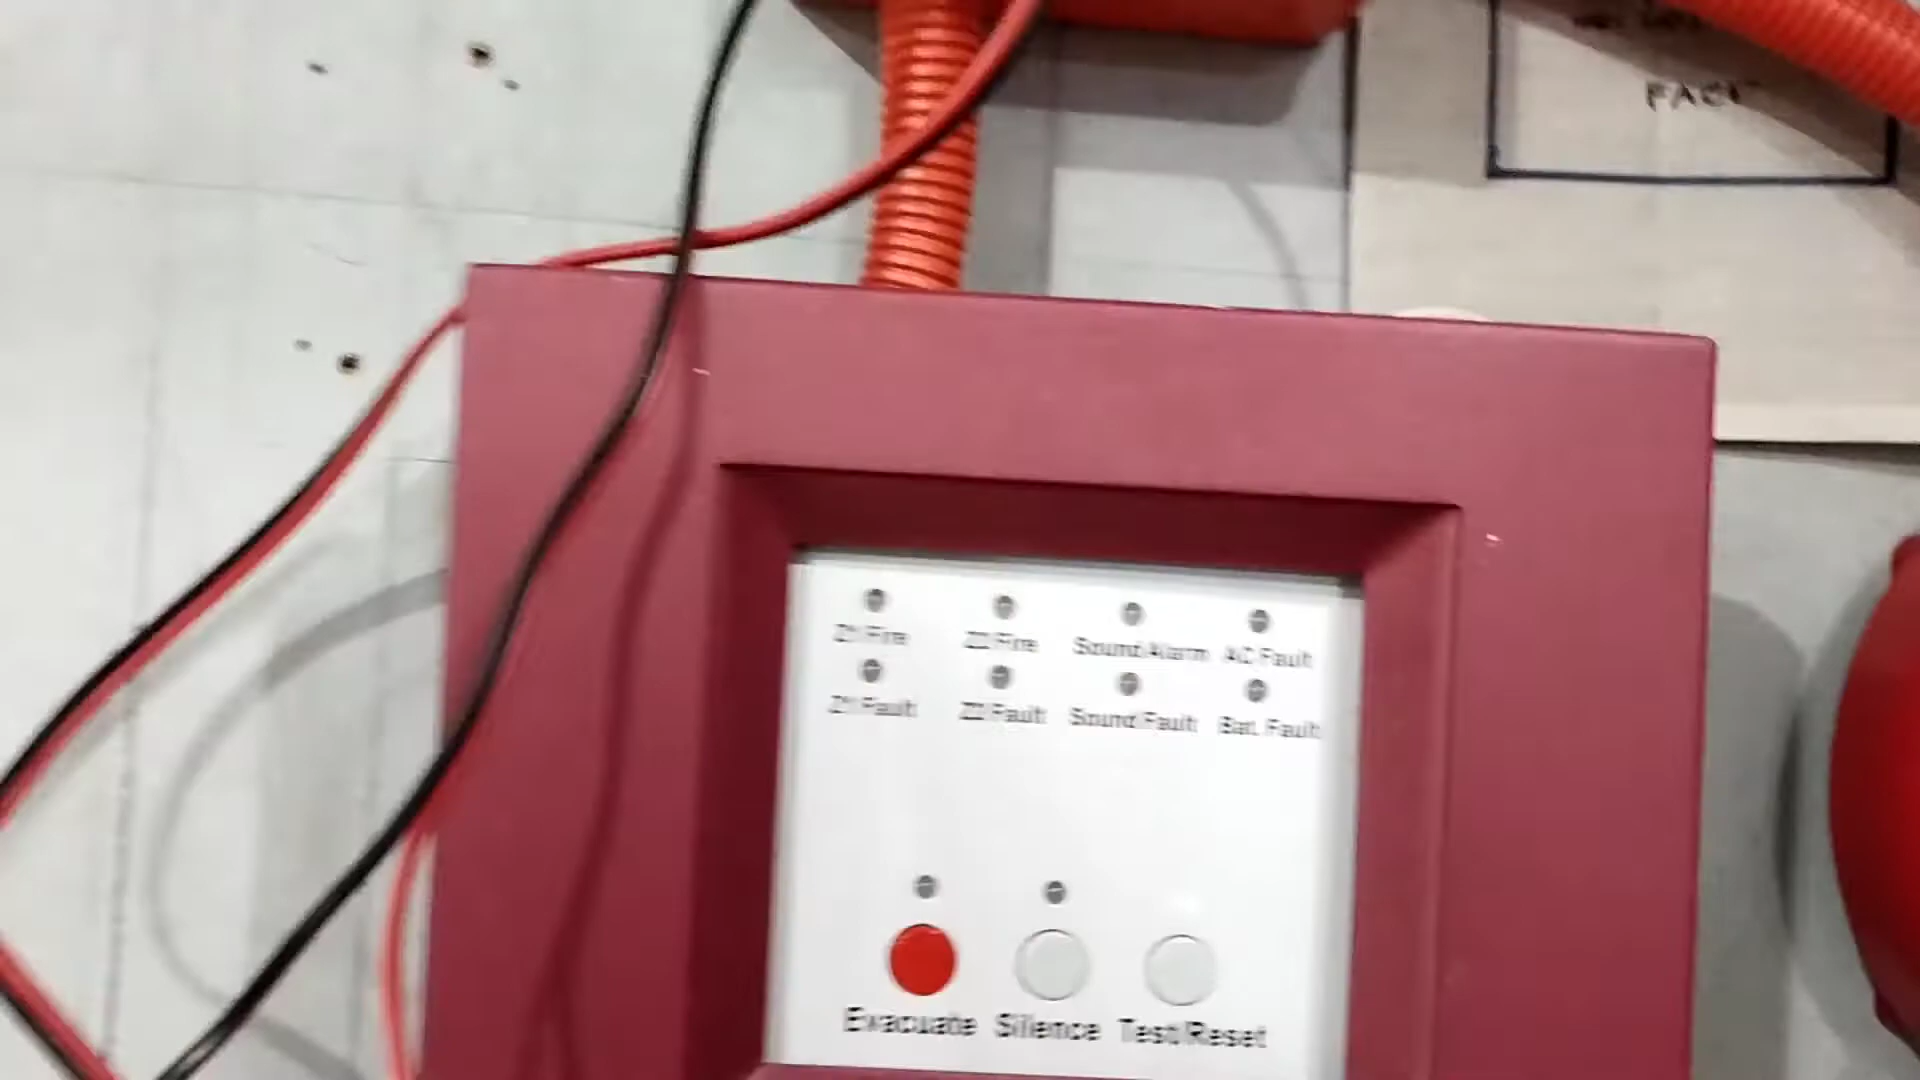 FACP
Z1 Fire Z2 Fire Sound Alarm AC Fault
Z1 Fault Z2 Fault Sound Fault Bat. Fault
Evacuate Silence Test/Reset